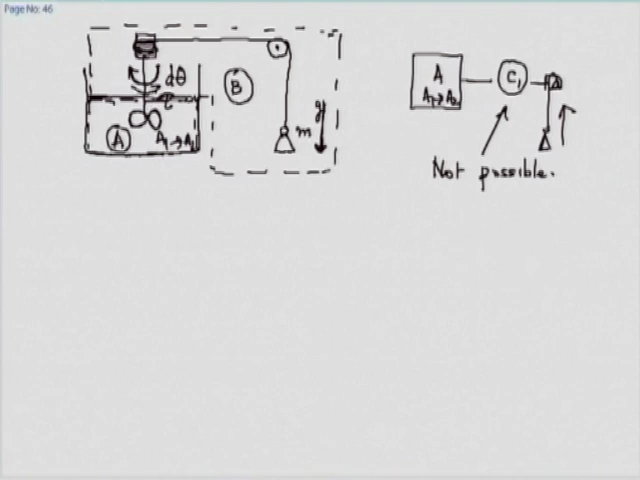 Page No: 46
dθ
τ
B
g
m
A
A₁→A₂
A
A₁→A₂
C₁
Not possible.